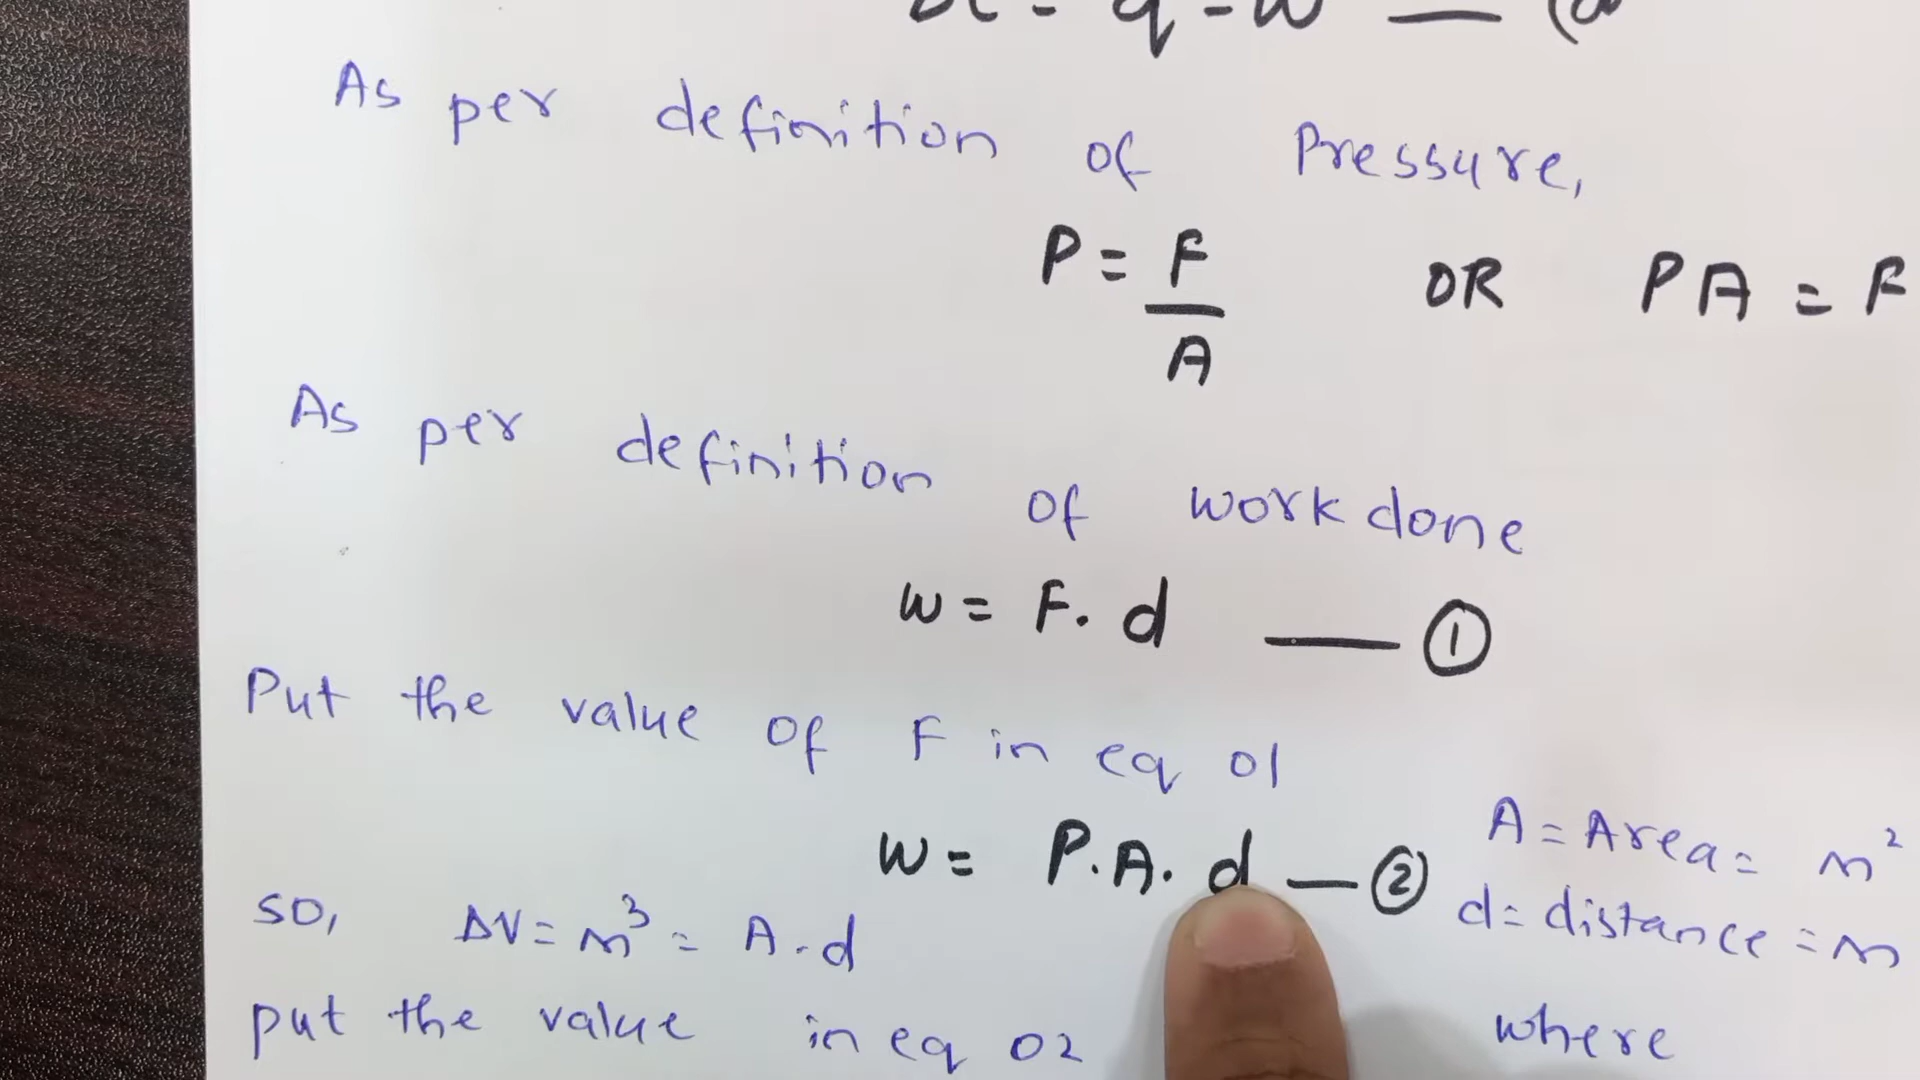 = q - w — (
As per definition of Pressure,
P = F/A OR PA = F
As per definition of work done
W = F. d — ①
Put the value of F in eq 01
W = P.A. d — ②
A = Area = m²
d = distance = m
so, ΔV = m³ = A.d
put the value in eq 02
where